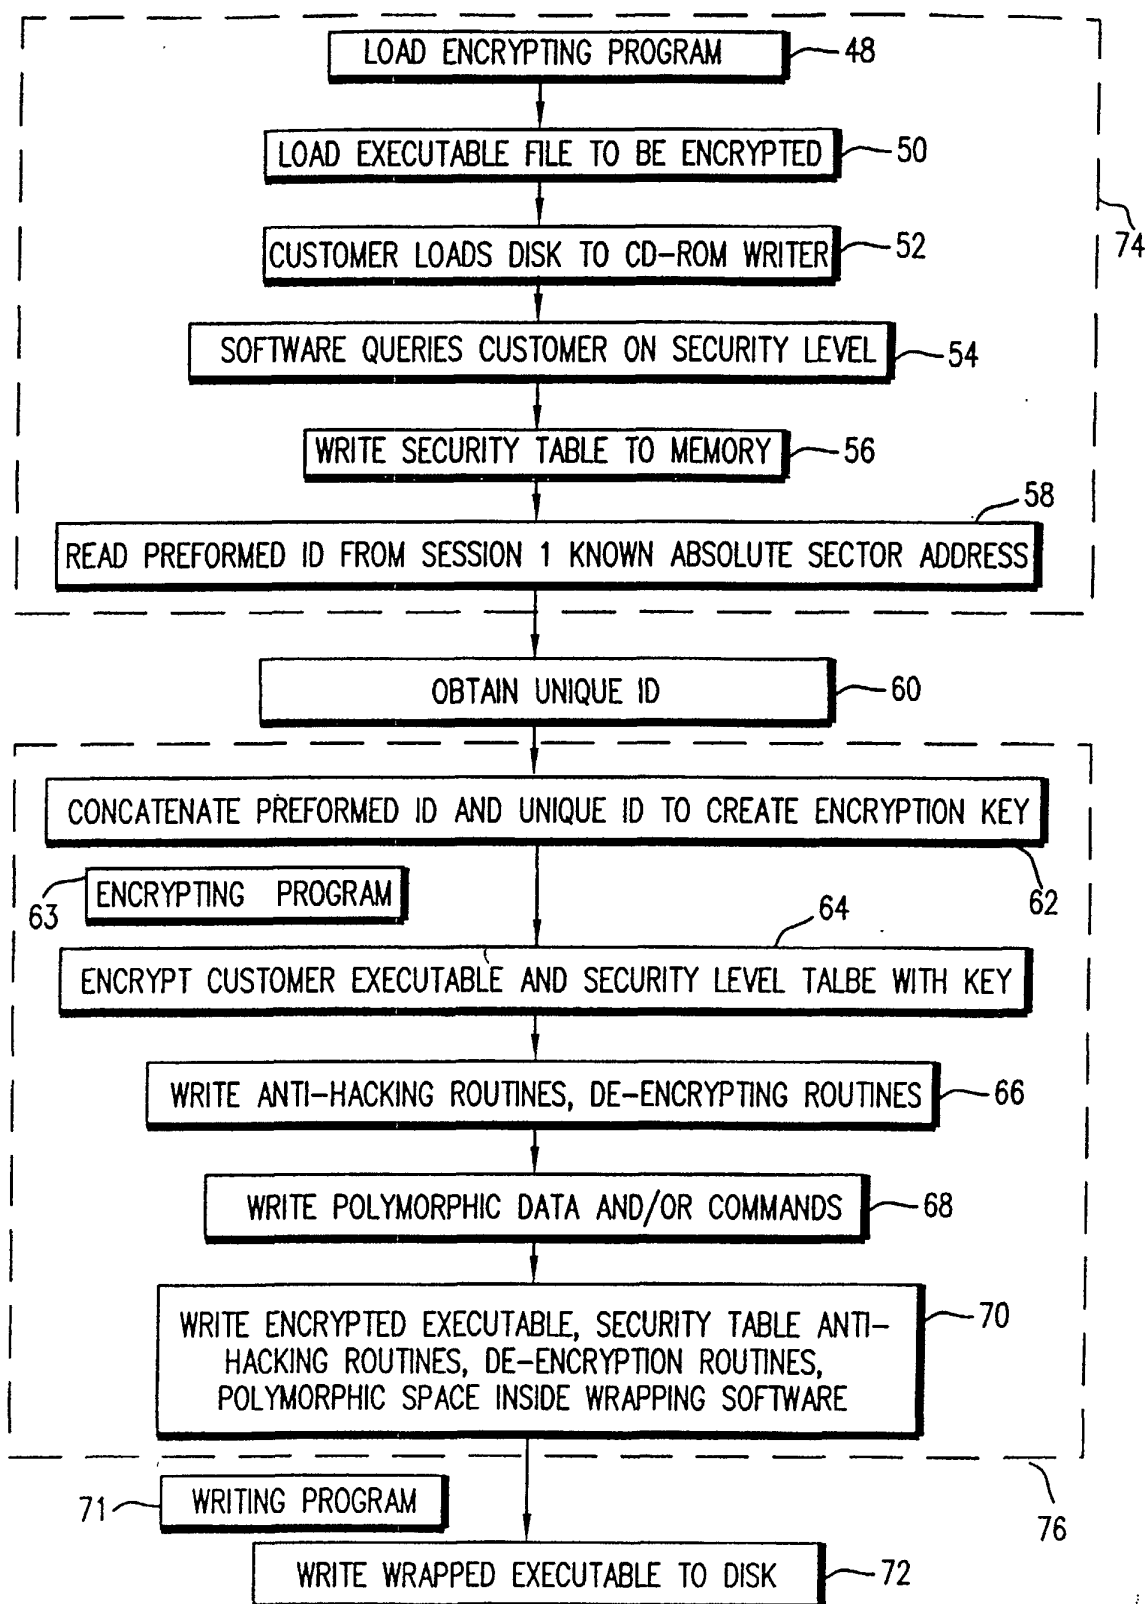 LOAD ENCRYPTING PROGRAM
48
LOAD EXECUTABLE FILE TO BE ENCRYPTED
50
CUSTOMER LOADS DISK TO CD-ROM WRITER
52
74
SOFTWARE QUERIES CUSTOMER ON SECURITY LEVEL
54
WRITE SECURITY TABLE TO MEMORY
56
58
READ PREFORMED ID FROM SESSION 1 KNOWN ABSOLUTE SECTOR ADDRESS
OBTAIN UNIQUE ID
60
CONCATENATE PREFORMED ID AND UNIQUE ID TO CREATE ENCRYPTION KEY
62
ENCRYPTING PROGRAM
63
64
ENCRYPT CUSTOMER EXECUTABLE AND SECURITY LEVEL TALBE WITH KEY
WRITE ANTI-HACKING ROUTINES, DE-ENCRYPTING ROUTINES
66
WRITE POLYMORPHIC DATA AND/OR COMMANDS
68
WRITE ENCRYPTED EXECUTABLE, SECURITY TABLE ANTI-
HACKING ROUTINES, DE-ENCRYPTION ROUTINES,
POLYMORPHIC SPACE INSIDE WRAPPING SOFTWARE
70
76
71
WRITING PROGRAM
WRITE WRAPPED EXECUTABLE TO DISK
72